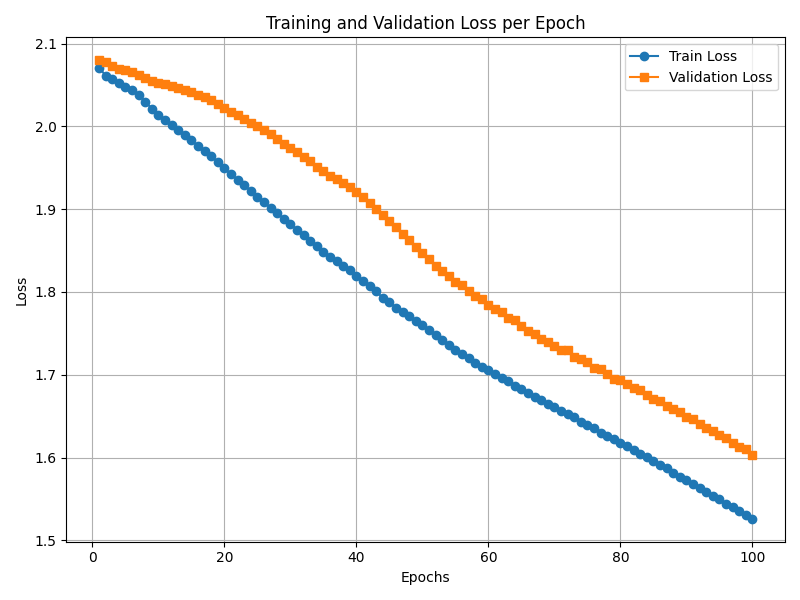 Training and Validation Loss per Epoch
Train Loss
Validation Loss
2.1
2.0
1.9
1.8
1.7
1.6
1.5
Loss
0 20 40 60 80 100
Epochs